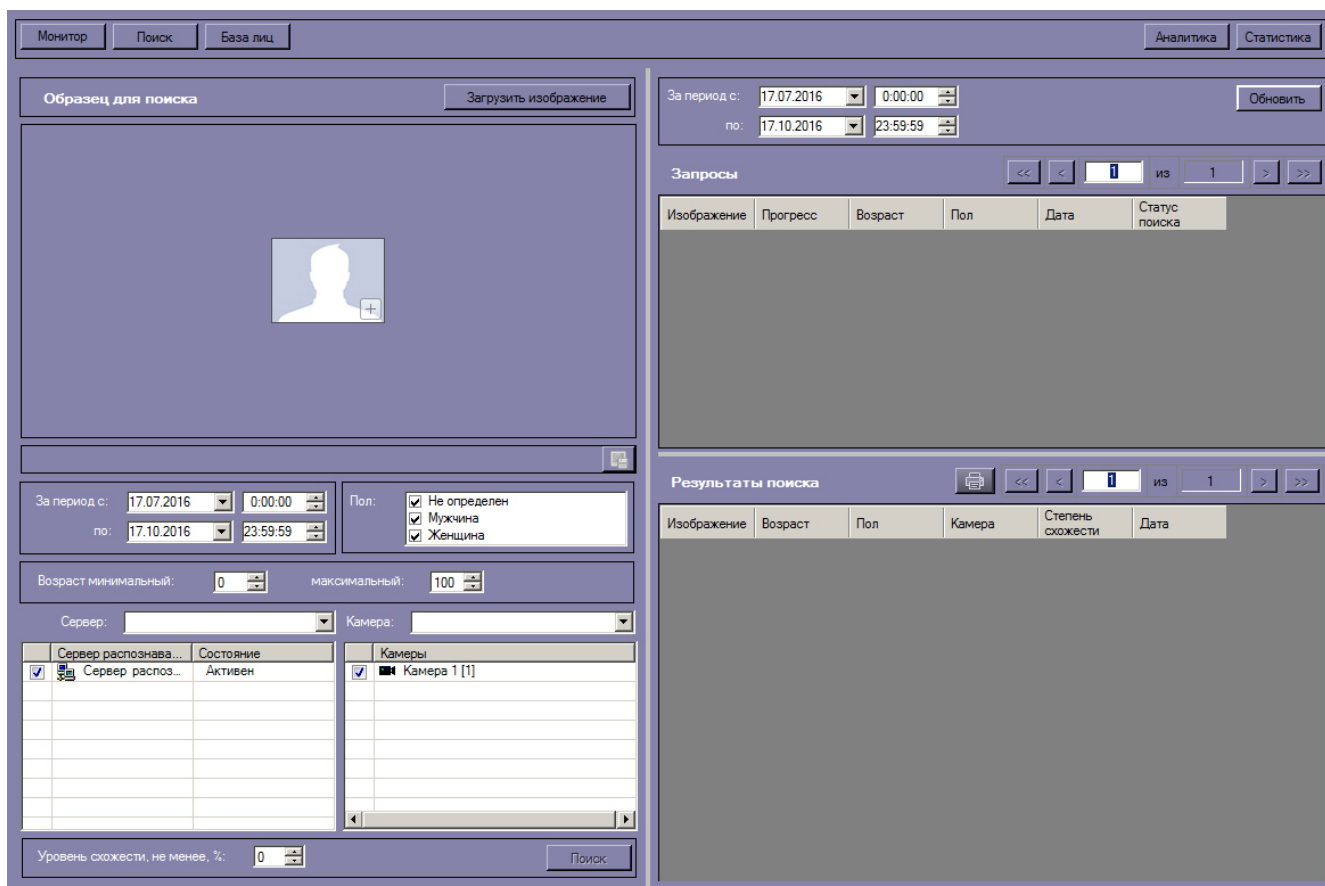 Монитор Поиск База лиц Аналитика Статистика
Образец для поиска Загрузить изображение
За период с: 17.07.2016 0:00:00
по: 17.10.2016 23:59:59
Обновить
Запросы << < 1 из 1 > >>
Изображение Прогресс Возраст Пол Дата Статус поиска
За период с: 17.07.2016 0:00:00
по: 17.10.2016 23:59:59
Пол: Не определен
Мужчина
Женщина
Возраст минимальный: 0 максимальный: 100
Сервер: Камера:
Сервер распознава... Состояние
Сервер распоз... Активен
Камеры
Камера 1 [1]
Уровень схожести, не менее, %: 0 Поиск
Результаты поиска << < 1 из 1 > >>
Изображение Возраст Пол Камера Степень схожести Дата